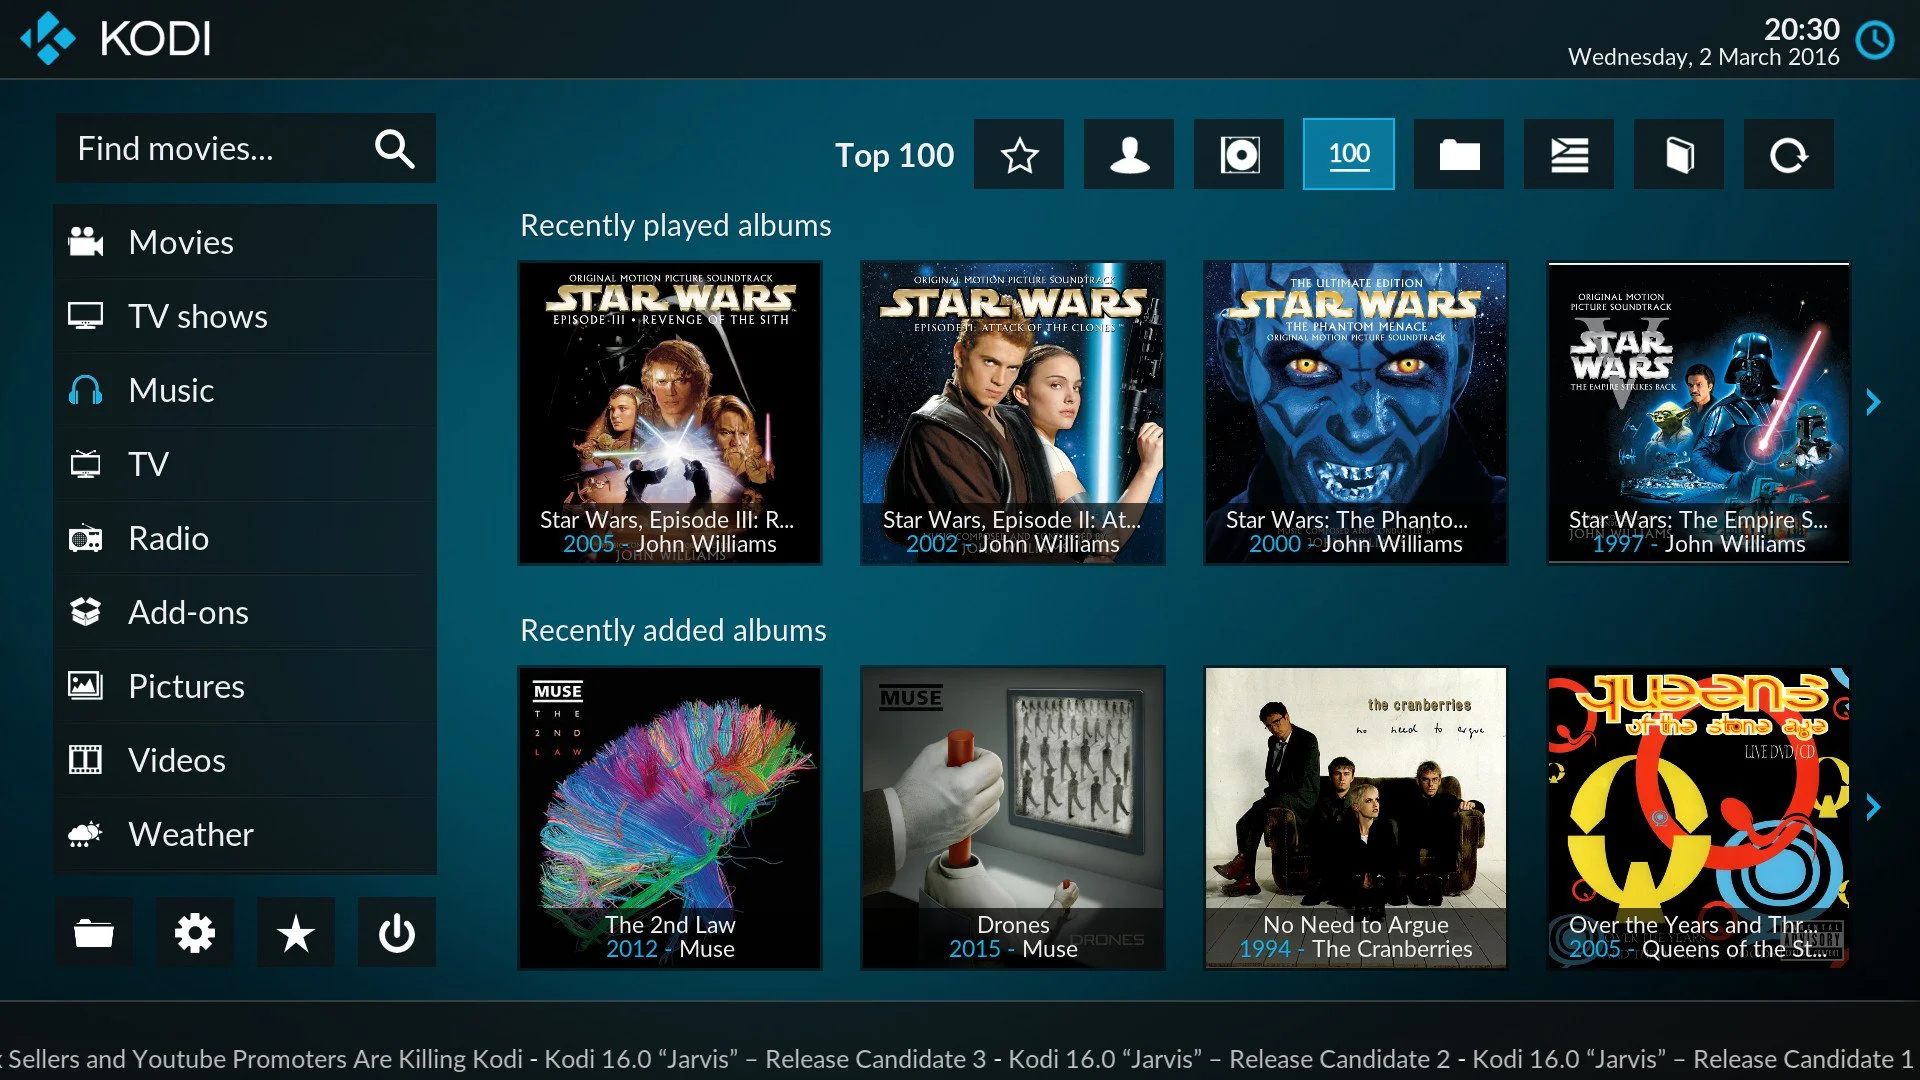 KODI
20:30
Wednesday, 2 March 2016
Find movies...
Top 100
100
Movies
TV shows
Music
TV
Radio
Add-ons
Pictures
Videos
Weather
Recently played albums
ORIGINAL MOTION PICTURE SOUNDTRACK
STAR WARS
EPISODE III • REVENGE OF THE SITH
Star Wars, Episode III: R...
2005 - John Williams
JOHN WILLIAMS
ORIGINAL MOTION PICTURE SOUNDTRACK
STAR WARS
EPISODE II: ATTACK OF THE CLONES
Star Wars, Episode II: At...
2002 - John Williams
THE ULTIMATE EDITION
STAR WARS
THE PHANTOM MENACE
ORIGINAL MOTION PICTURE SOUNDTRACK
Star Wars: The Phanto...
2000 - John Williams
ORIGINAL MOTION
PICTURE SOUNDTRACK
V
STAR
WARS
THE EMPIRE STRIKES BACK
Star Wars: The Empire S...
1997 - John Williams
Recently added albums
MUSE
THE
2ND
LAW
The 2nd Law
2012 - Muse
MUSE
Drones
2015 - Muse
DRONES
the cranberries
no need to argue
No Need to Argue
1994 - The Cranberries
queens
of the stone age
LIVE DVD/CD
Over the Years and Thr...
2005 - Queens of the St...
Sellers and Youtube Promoters Are Killing Kodi - Kodi 16.0 “Jarvis” – Release Candidate 3 - Kodi 16.0 “Jarvis” – Release Candidate 2 - Kodi 16.0 “Jarvis” – Release Candidate 1